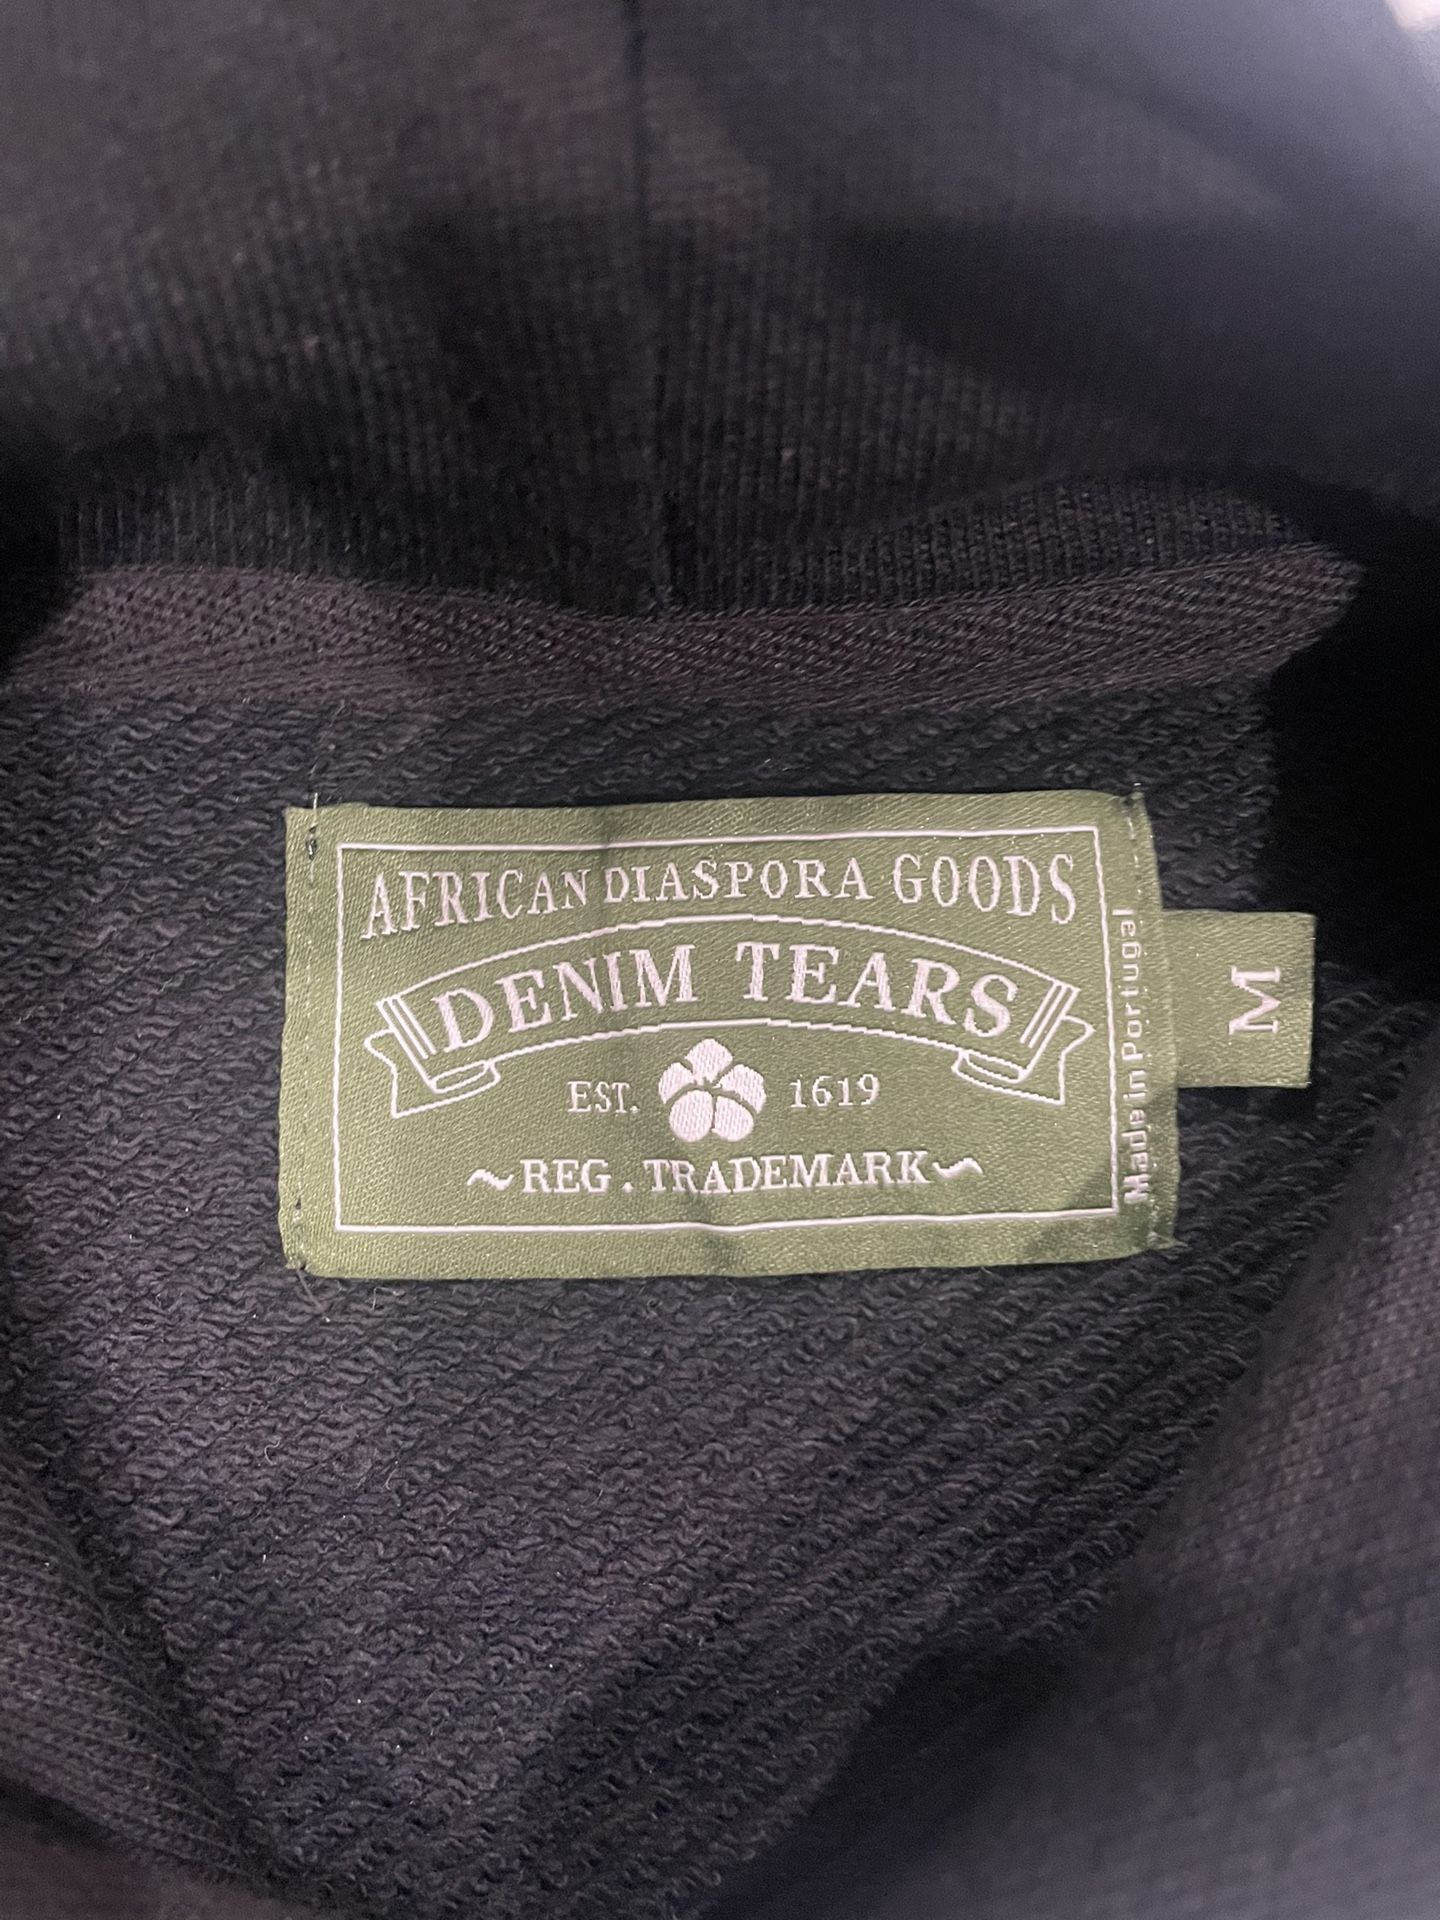 AFRICAN DIASPORA GOODS
DENIM TEARS
EST. 1619
~REG. TRADEMARK~
Made in Portugal
M